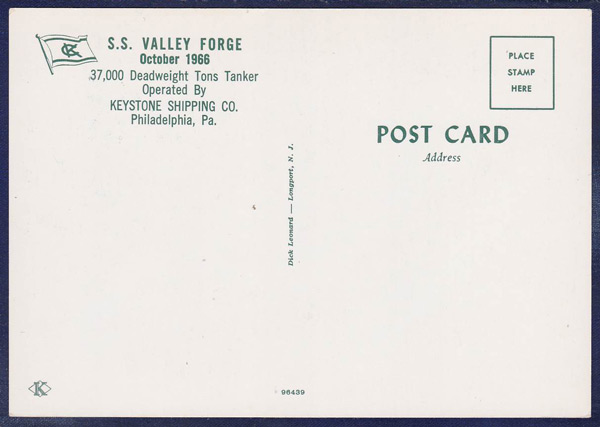 S.S. VALLEY FORGE
October 1966
37,000 Deadweight Tons Tanker
Operated By
KEYSTONE SHIPPING CO.
Philadelphia, Pa.
Dick Leonard — Longport, N. J.
PLACE
STAMP
HERE
POST CARD
Address
K
96439